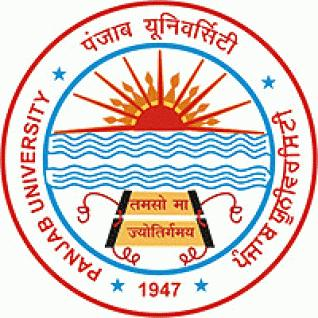 पंजाब यूनिवर्सिटी
PANJAB UNIVERSITY
ਪੰਜਾਬ ਯੂਨੀਵਰਸਿਟੀ
तमसो मा
ज्योतिर्गमय
1947